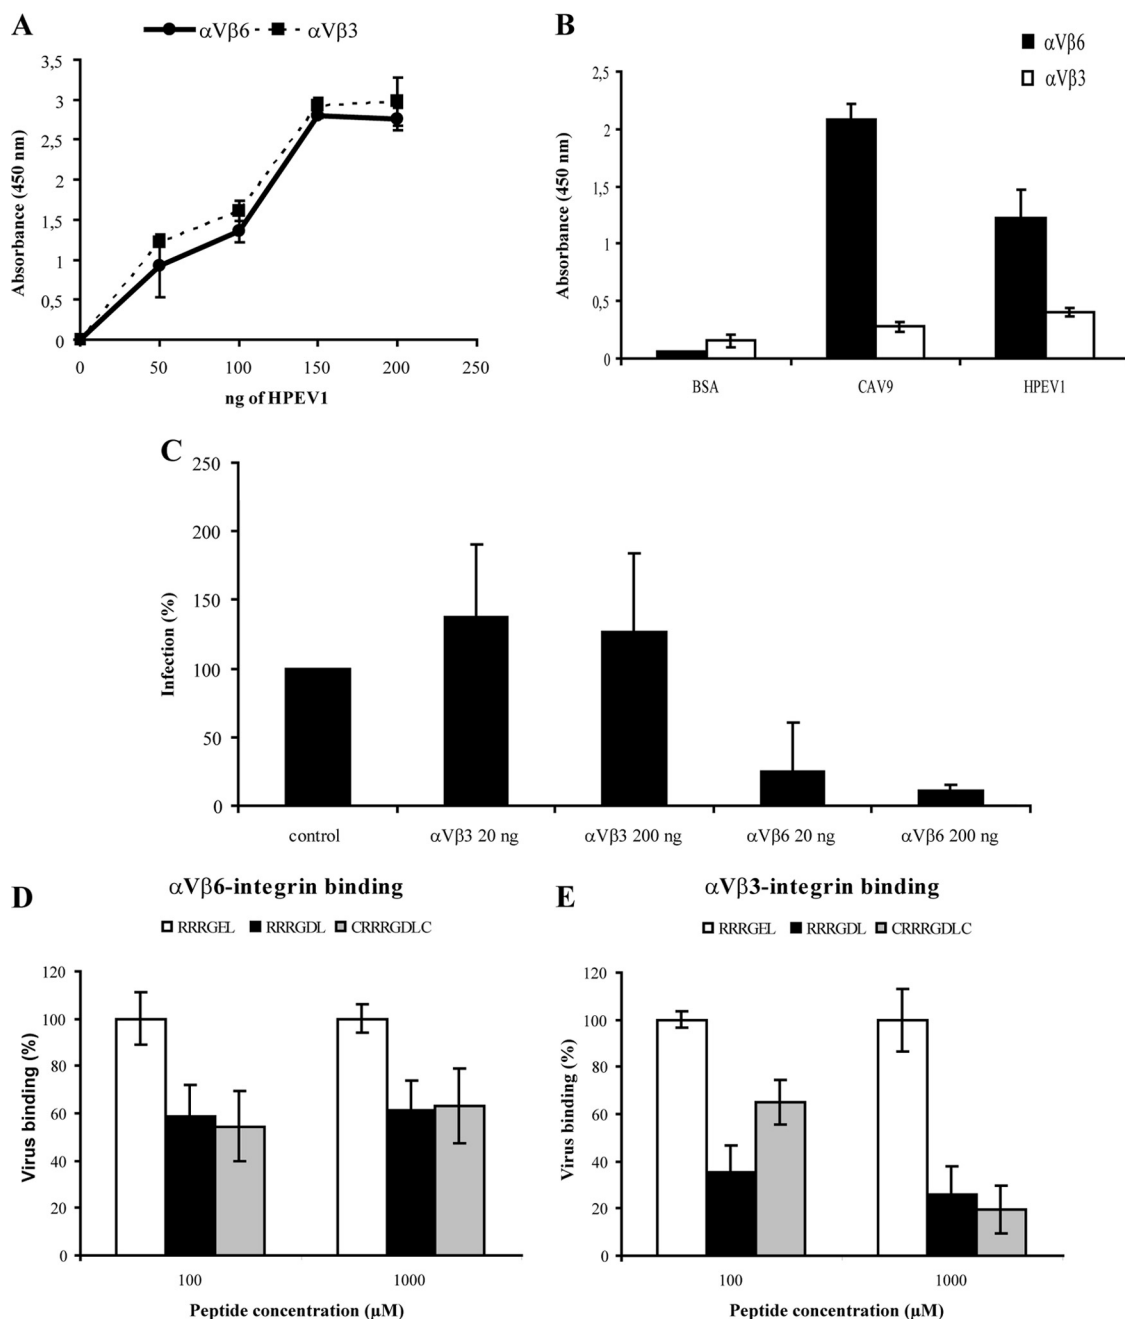 A
αVβ6 αVβ3
3,5
3
2,5
2
1,5
1
0,5
0
Absorbance (450 nm)
0 50 100 150 200 250
ng of HPEV1
B
αVβ6
αVβ3
2,5
2
1,5
1
0,5
0
Absorbance (450 nm)
BSA CAV9 HPEV1
C
250
200
150
100
50
0
Infection (%)
control αVβ3 20 ng αVβ3 200 ng αVβ6 20 ng αVβ6 200 ng
D
αVβ6-integrin binding
RRRGEL RRRGDL CRRRGDLC
120
100
80
60
40
20
0
Virus binding (%)
100 1000
Peptide concentration (μM)
E
αVβ3-integrin binding
RRRGEL RRRGDL CRRRGDLC
120
100
80
60
40
20
0
Virus binding (%)
100 1000
Peptide concentration (μM)